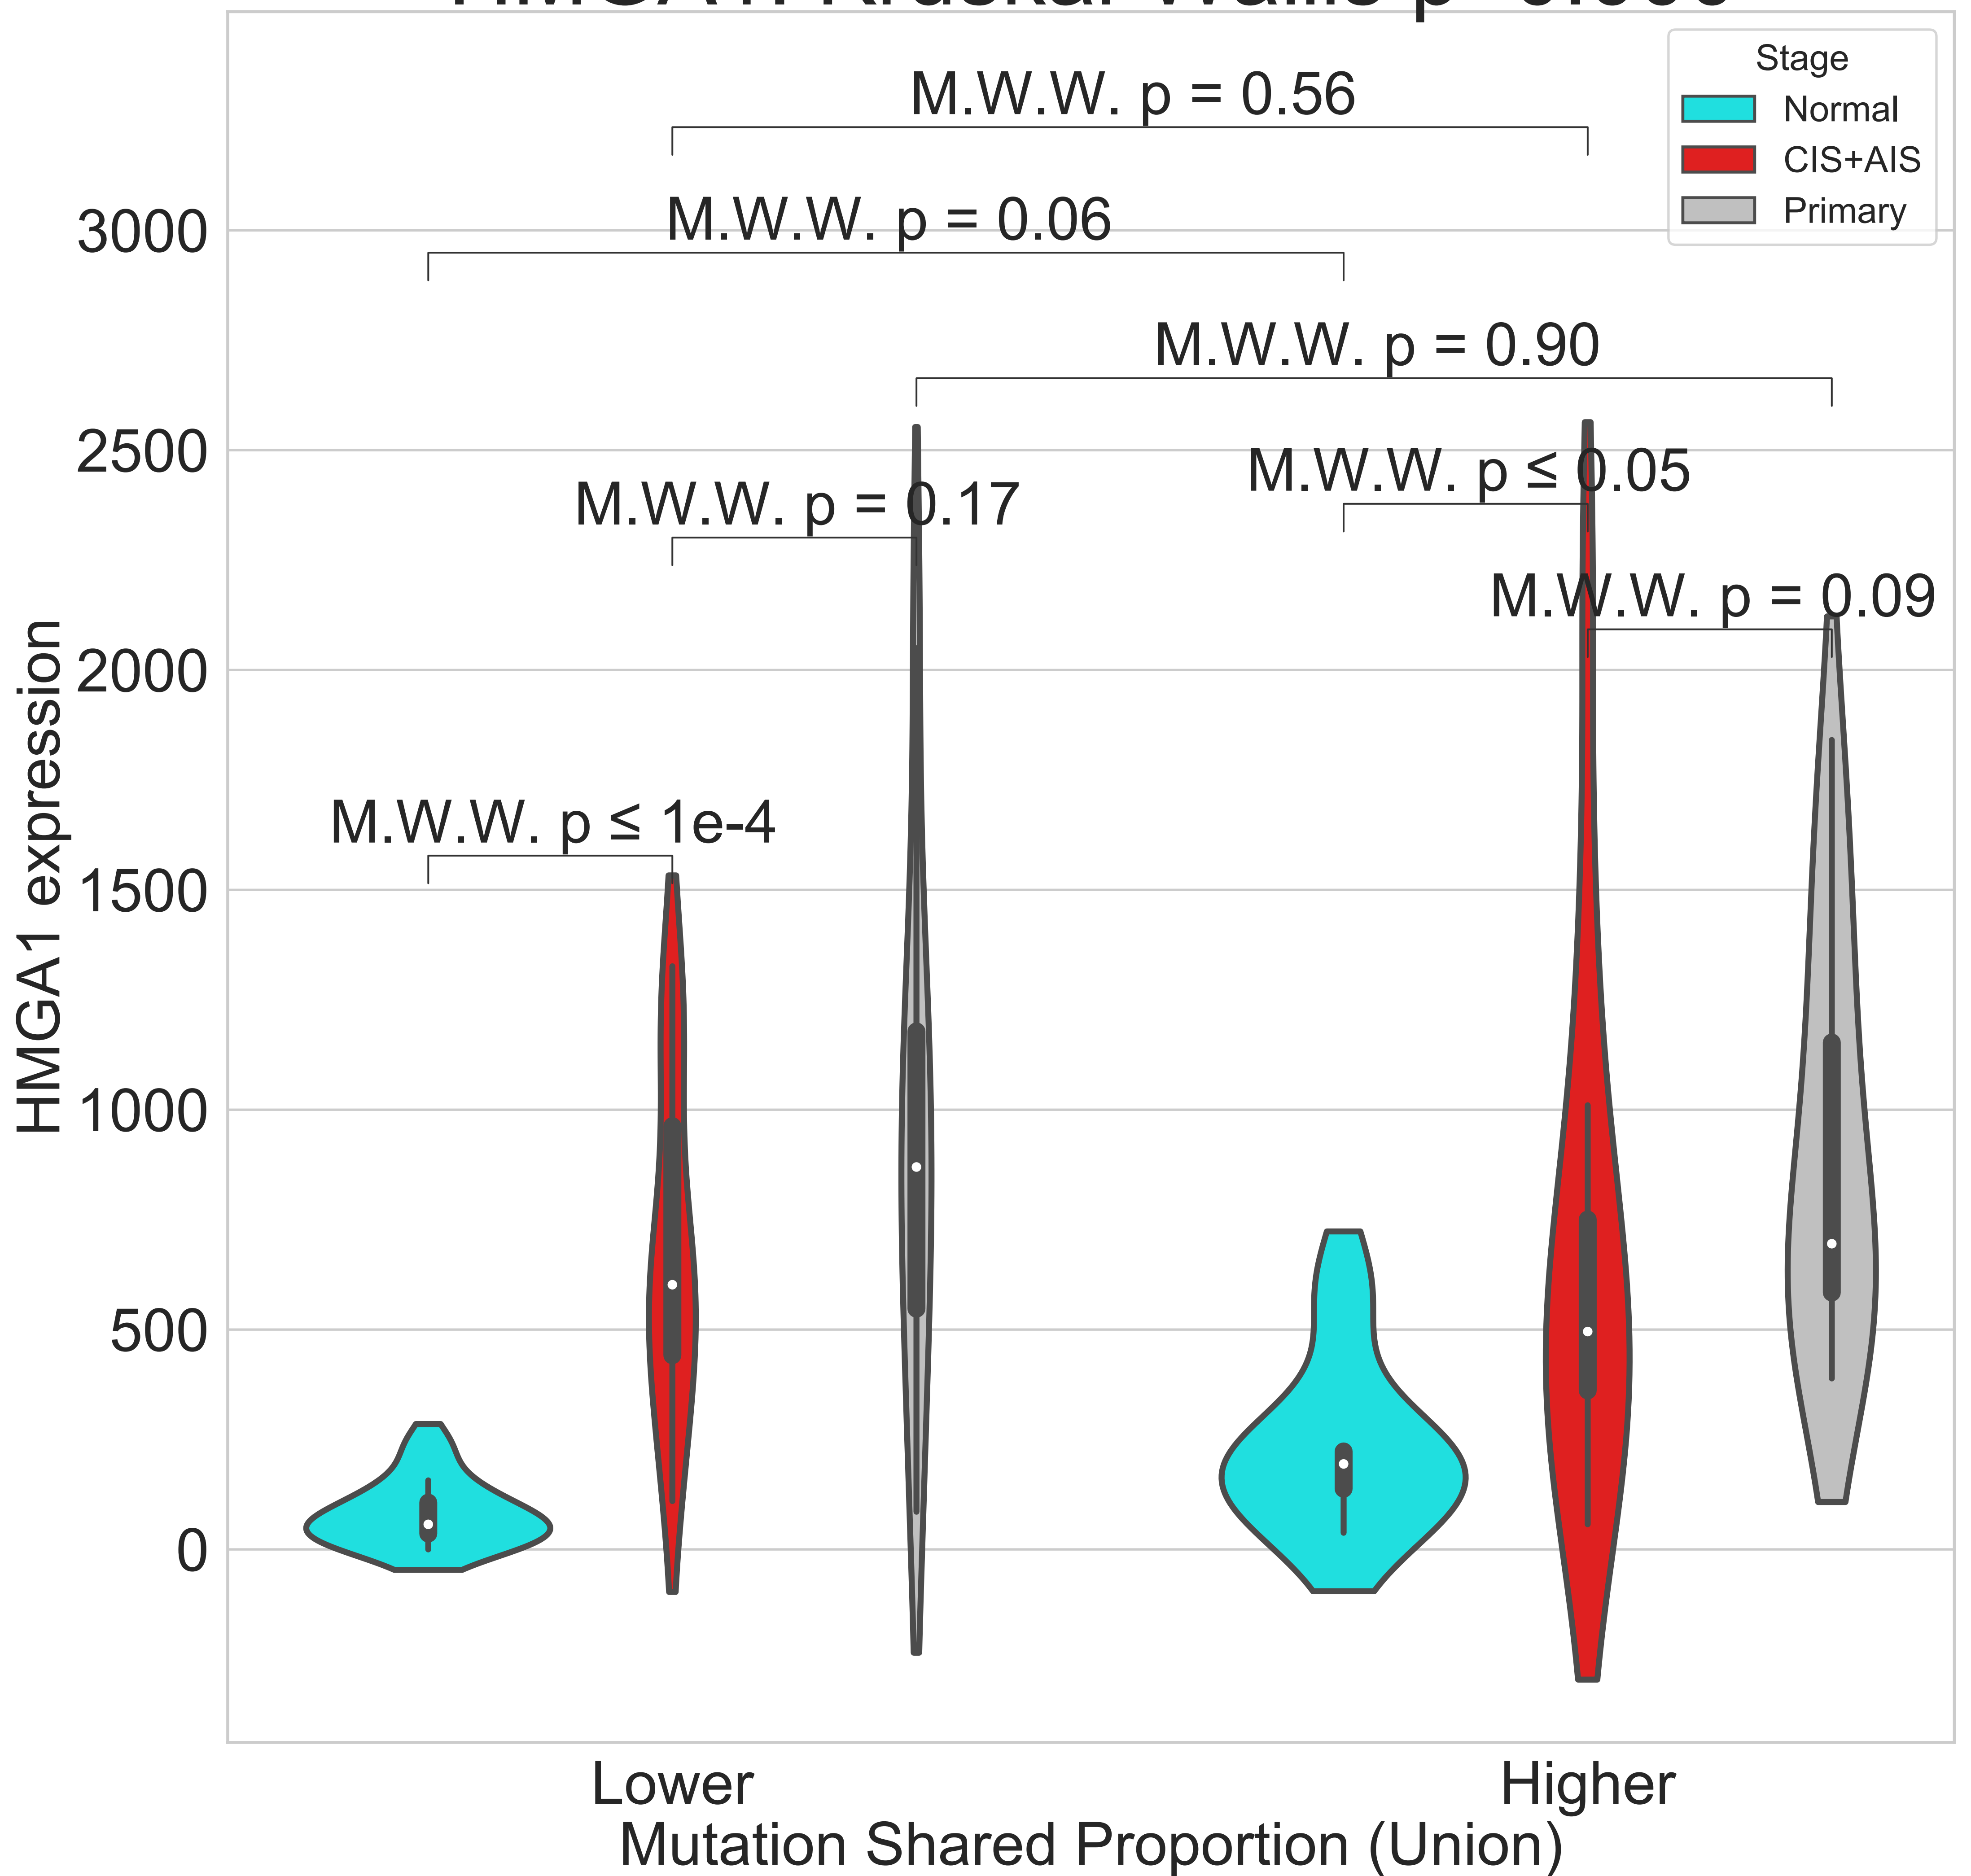 Stage
Normal
CIS+AIS
Primary
M.W.W. p = 0.56
M.W.W. p = 0.06
M.W.W. p = 0.90
M.W.W. p ≤ 0.05
M.W.W. p = 0.17
M.W.W. p = 0.09
M.W.W. p ≤ 1e-4
3000
2500
2000
1500
1000
500
0
HMGA1 expression
Lower
Higher
Mutation Shared Proportion (Union)